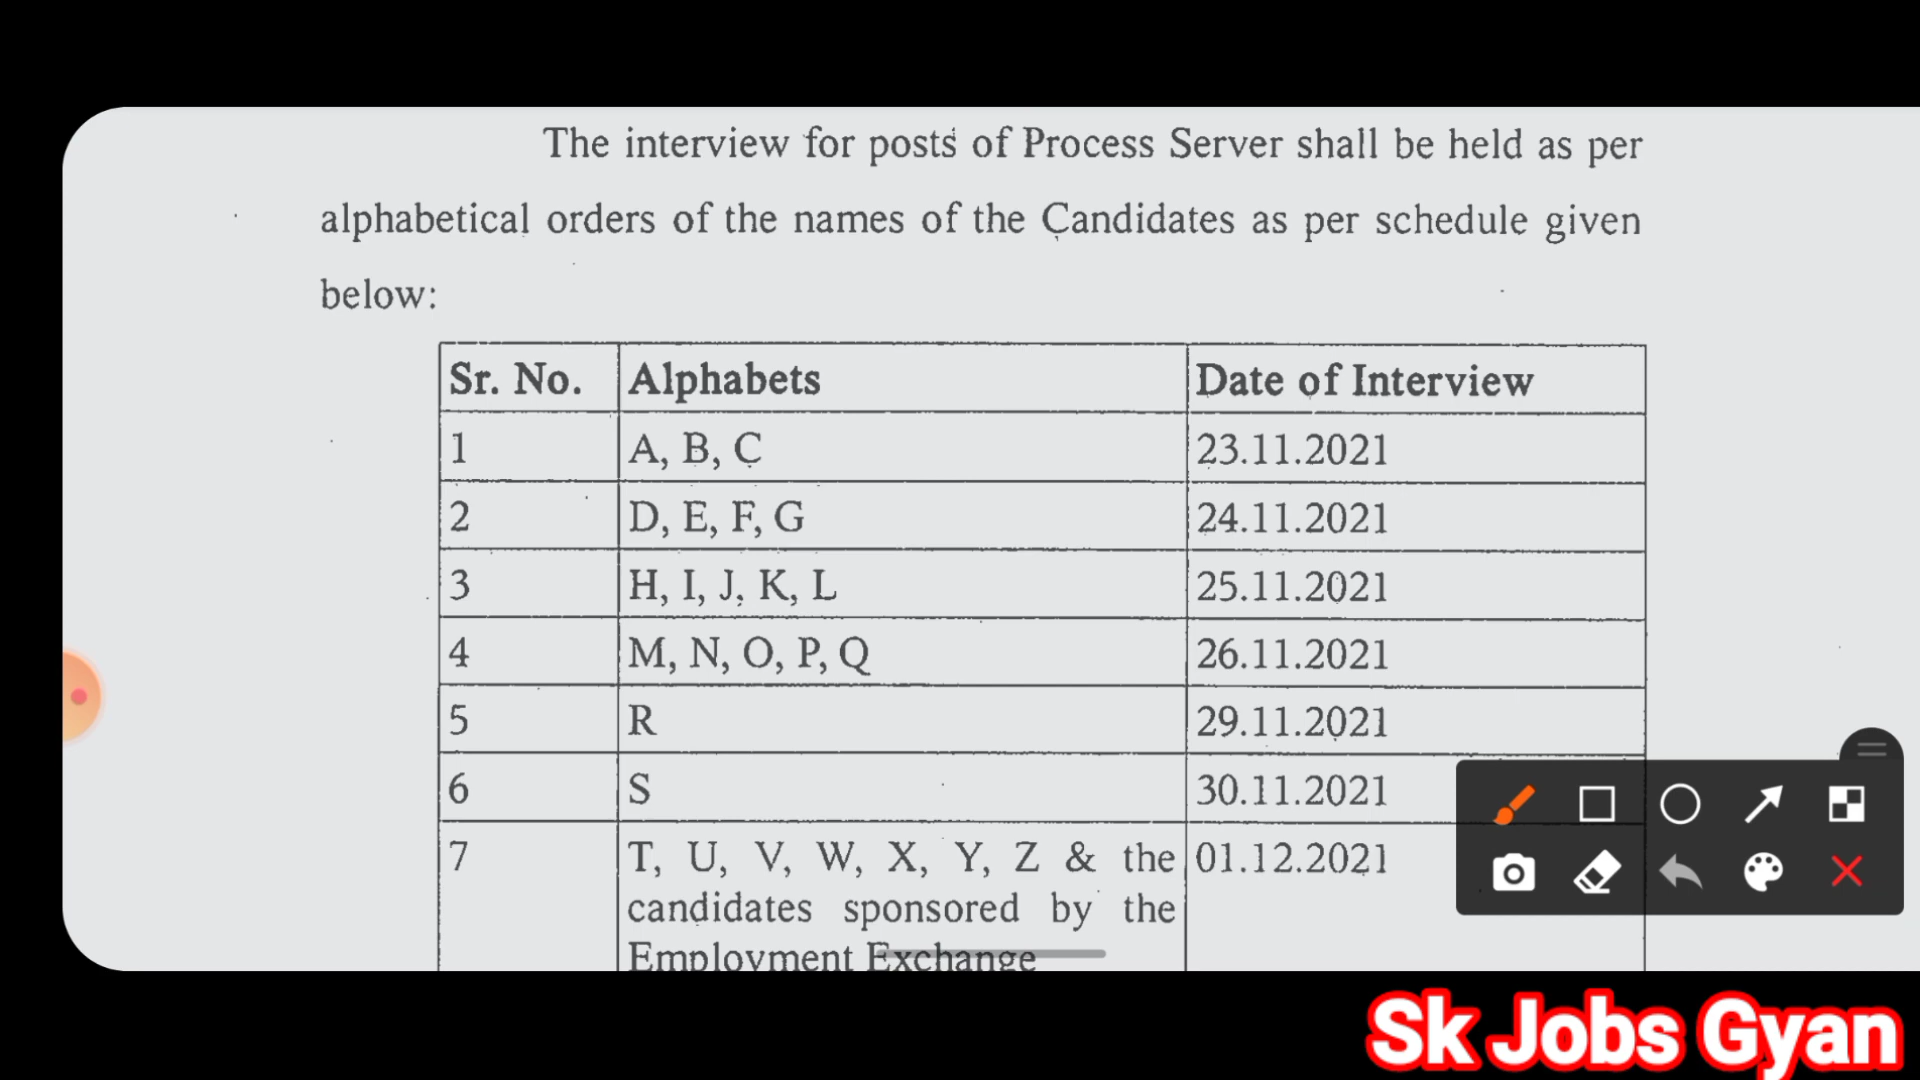 The interview for posts of Process Server shall be held as per
alphabetical orders of the names of the Candidates as per schedule given
below:
Sr. No. Alphabets Date of Interview
1 A, B, C 23.11.2021
2 D, E, F, G 24.11.2021
3 H, I, J, K, L 25.11.2021
4 M, N, O, P, Q 26.11.2021
5 R 29.11.2021
6 S 30.11.2021
7 T, U, V, W, X, Y, Z & the 01.12.2021
candidates sponsored by the
Employment Exchange
Sk Jobs Gyan